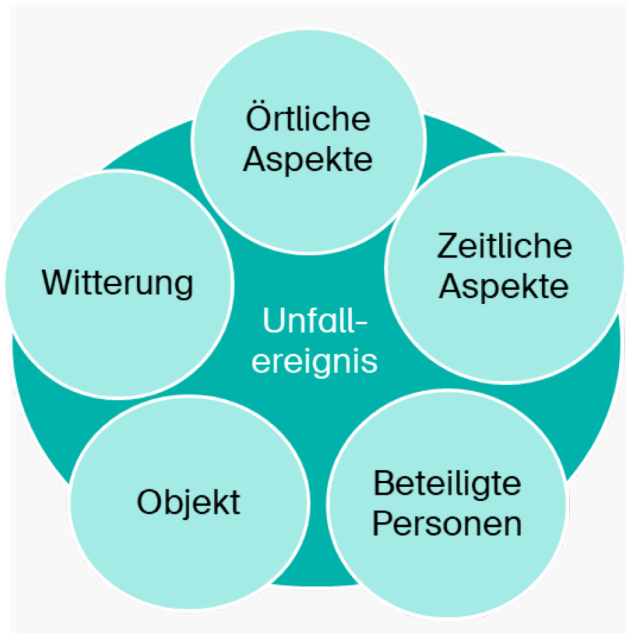 Örtliche
Aspekte
Zeitliche
Aspekte
Witterung
Unfall-
ereignis
Beteiligte
Personen
Objekt